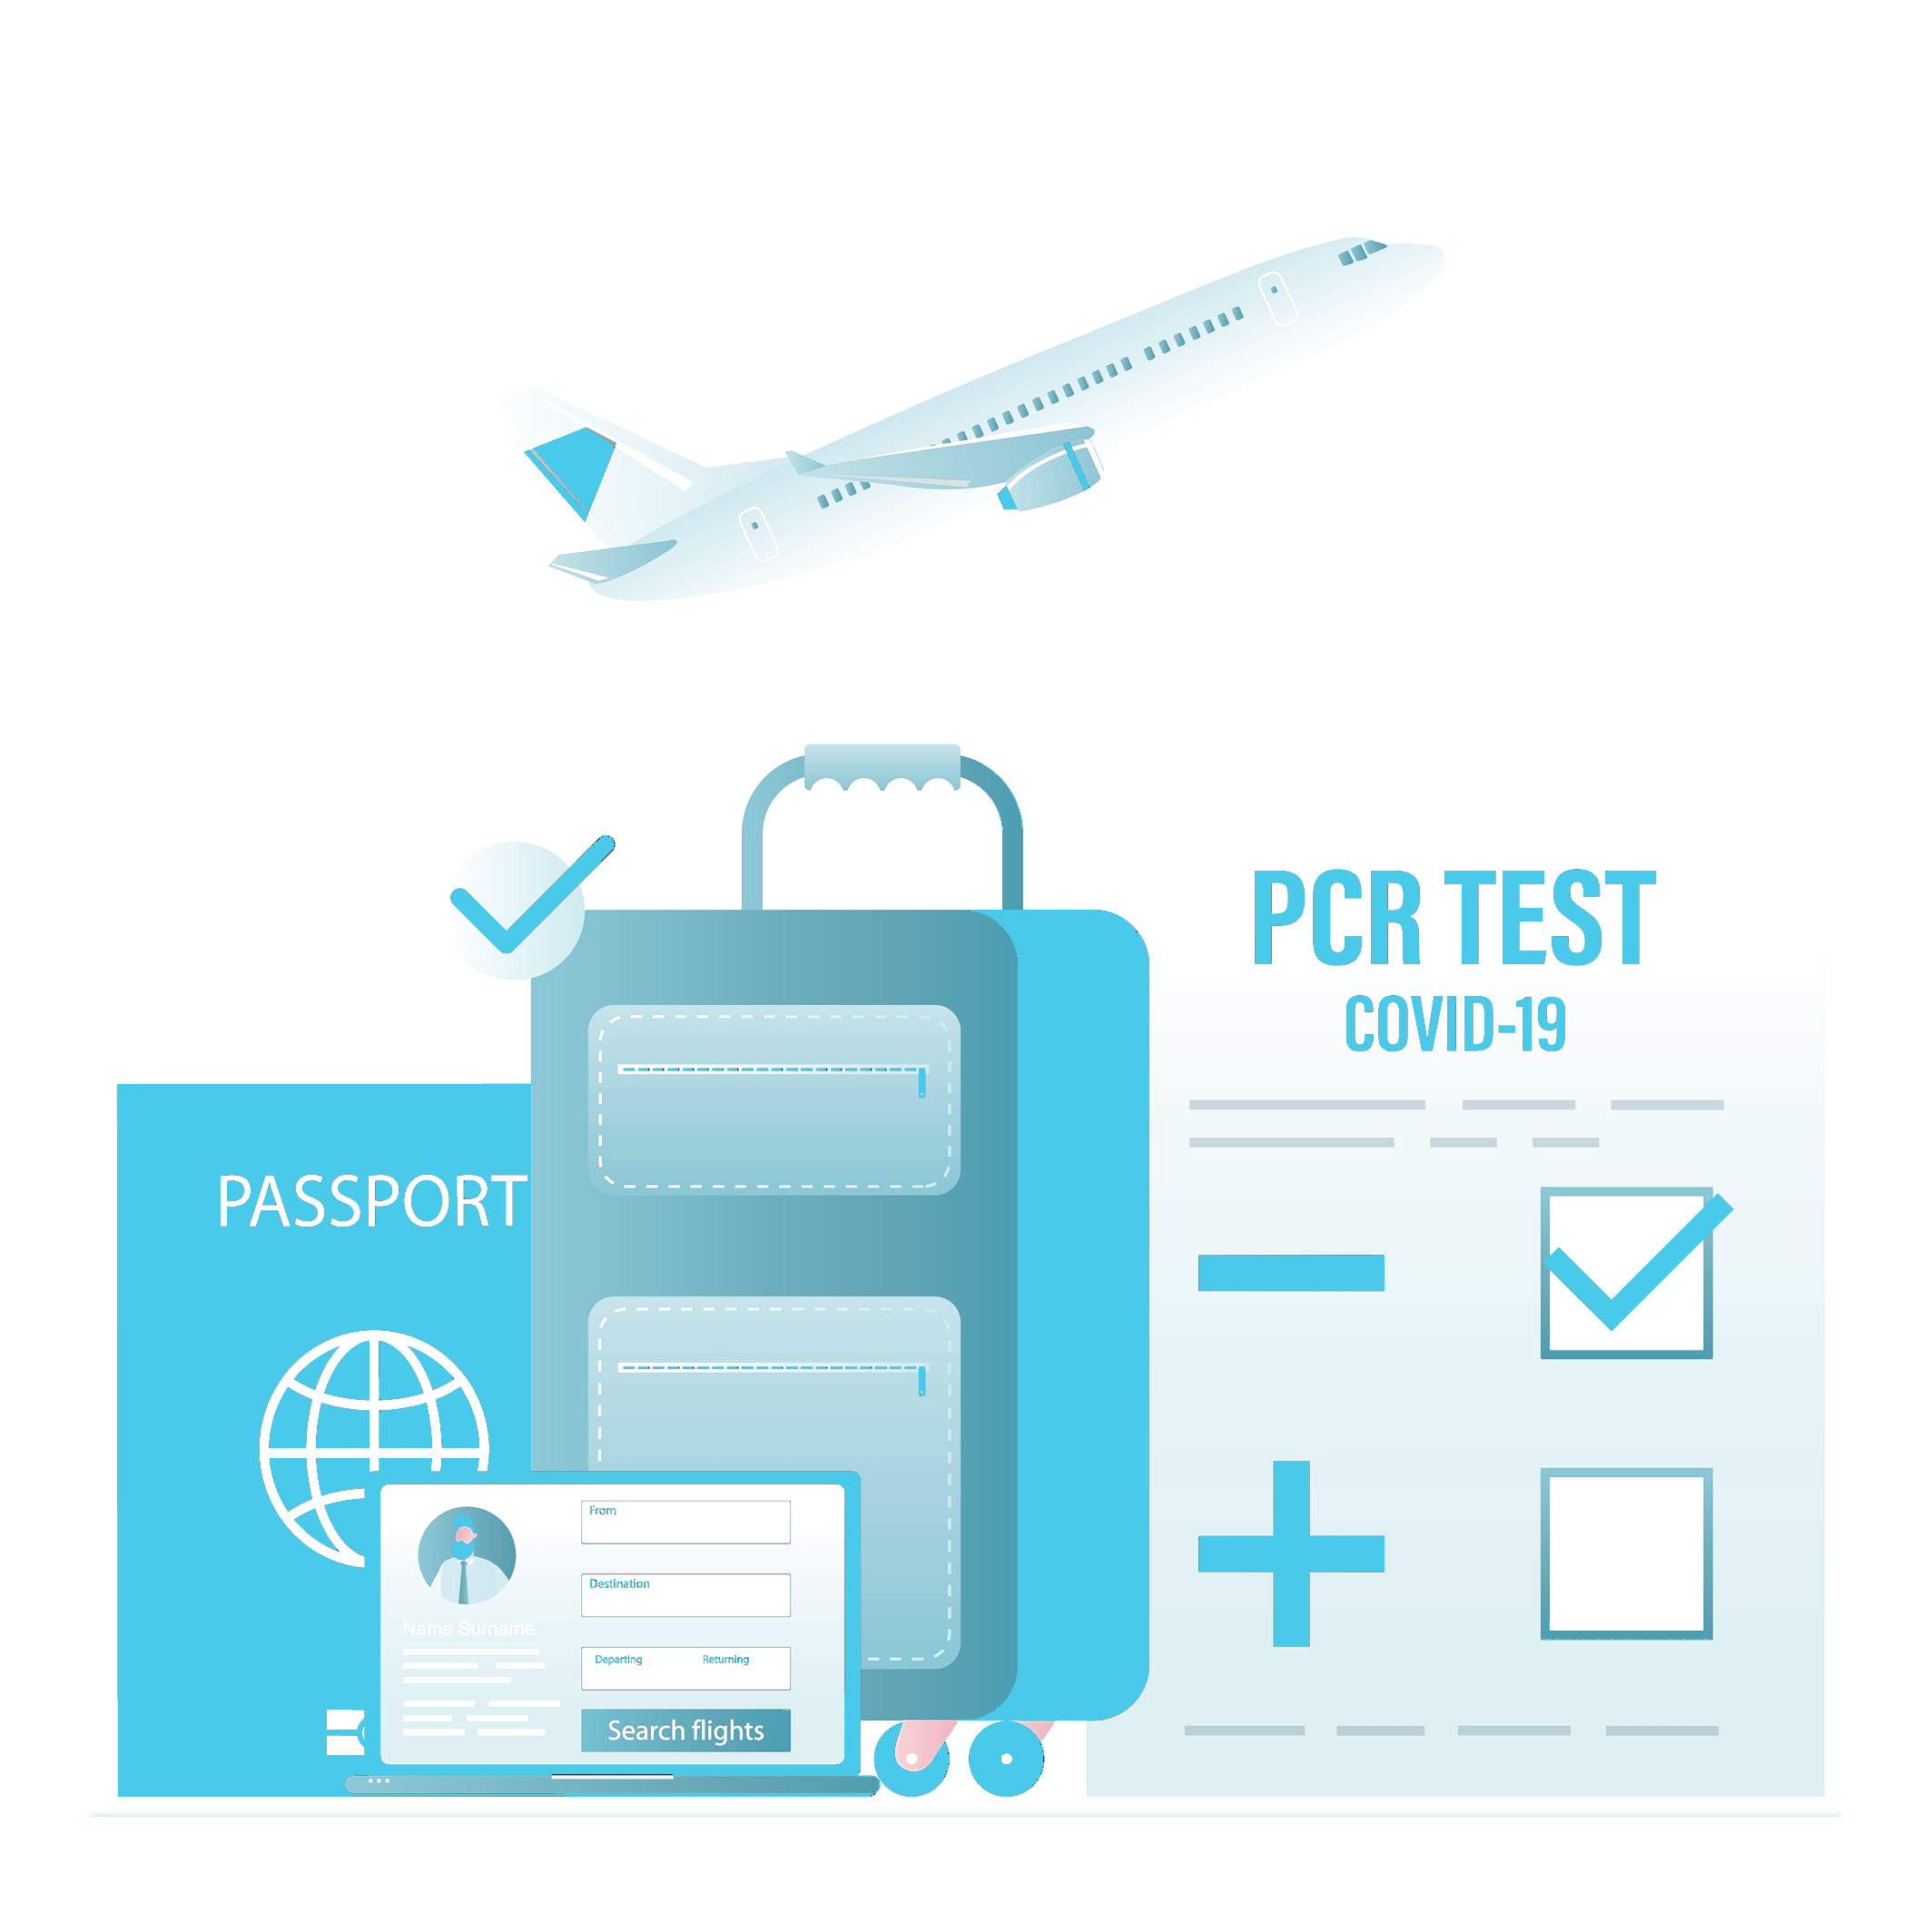 PCR TEST
COVID-19
PASSPORT
From
Destination
Name Surname
Departing Returning
Search flights